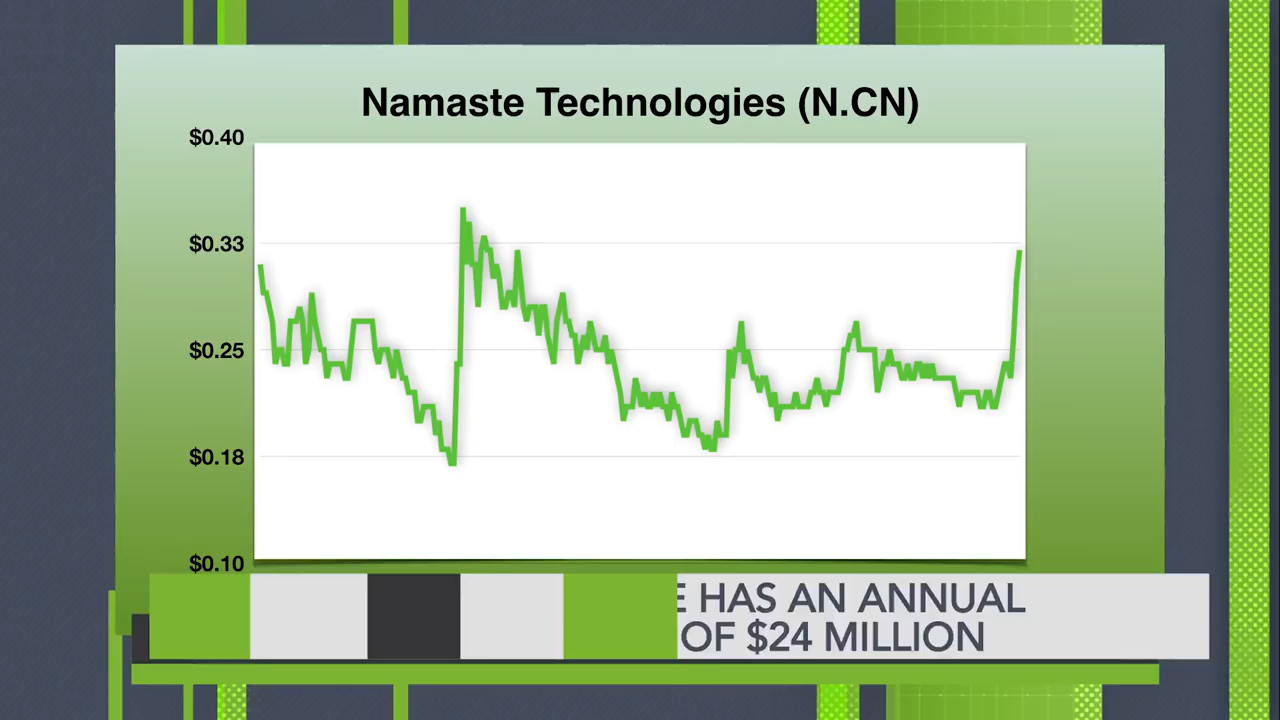 Namaste Technologies (N.CN)
$0.40
$0.33
$0.25
$0.18
$0.10
HAS AN ANNUAL
OF $24 MILLION